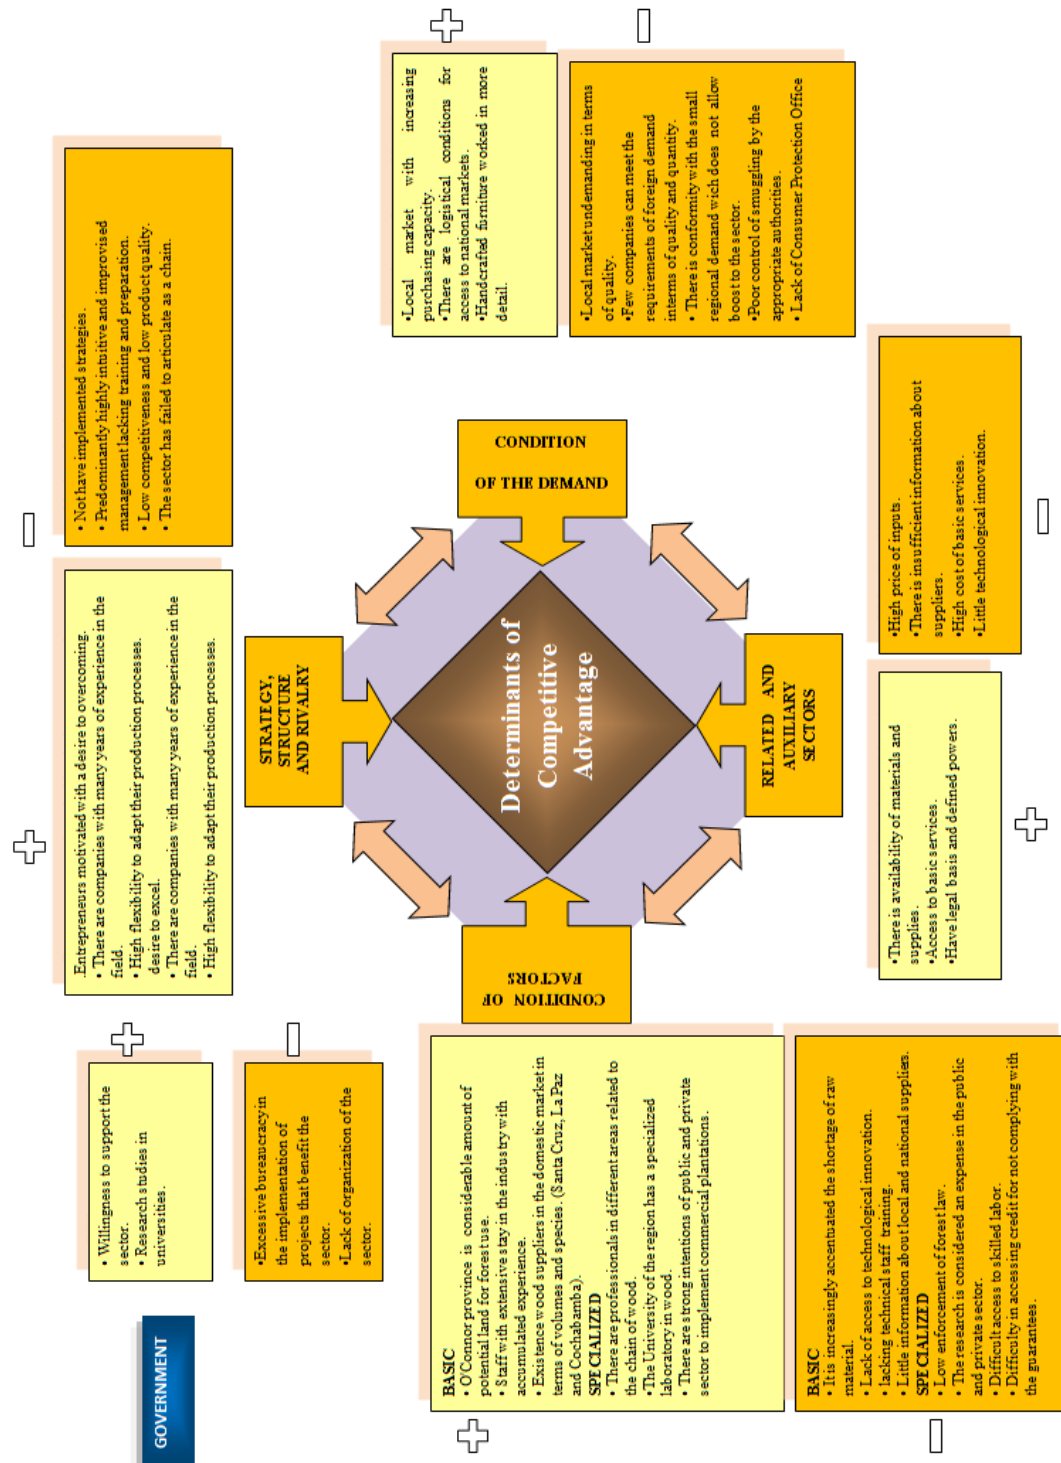 GOVERNMENT
• Willingness to support the
sector.
• Research studies in
universities.
•Excessive bureaucracy in
the implementation of
projects that benefit the
sector.
•Lack of organization of the
sector.
.Entrepreneurs motivated with a desire to overcoming.
• There are companies with many years of experience in the
field.
• High flexibility to adapt their production processes.
desire to excel.
• There are companies with many years of experience in the
field.
• High flexibility to adapt their production processes.
• Not have implemented strategies.
• Predominantly highly intuitive and improvised
management lacking training and preparation.
• Low competitiveness and low product quality.
• The sector has failed to articulate as a chain.
STRATEGY,
STRUCTURE
AND RIVALRY
BASIC
• O'Connor province is considerable amount of
potential land for forest use.
• Staff with extensive stay in the industry with
accumulated experience.
• Existence wood suppliers in the domestic market in
terms of volumes and species. (Santa Cruz, La Paz
and Cochabamba).
SPECIALIZED
• There are professionals in different areas related to
the chain of wood.
•The University of the region has a specialized
laboratory in wood.
• There are strong intentions of public and private
sector to implement commercial plantations.
BASIC
• It is increasingly accentuated the shortage of raw
material.
• Lack of access to technological innovation.
• lacking technical staff training.
• Little information about local and national suppliers.
SPECIALIZED
• Low enforcement of forest law.
• The research is considered an expense in the public
and private sector.
• Difficult access to skilled labor.
• Difficulty in accessing credit for not complying with
the guarantees.
CONDITION OF
FACTORS
Determinants of
Competitive
Advantage
CONDITION
OF THE DEMAND
•Local market with increasing
purchasing capacity.
•There are logistical conditions for
access to national markets.
•Handcrafted furniture worked in more
detail.
•Local market undemanding in terms
of quality.
•Few companies can meet the
requirements of foreign demand
interms of quality and quantity.
• There is conformity with the small
regional demand wich does not allow
boost to the sector.
•Poor control of smuggling by the
appropriate authorities.
• Lack of Consumer Protection Office
RELATED AND
AUXILIARY
SECTORS
•There is availability of materials and
supplies.
•Access to basic services.
•Have legal basis and defined powers.
•High price of inputs.
•There is insufficient information about
suppliers.
•High cost of basic services.
•Little technological innovation.